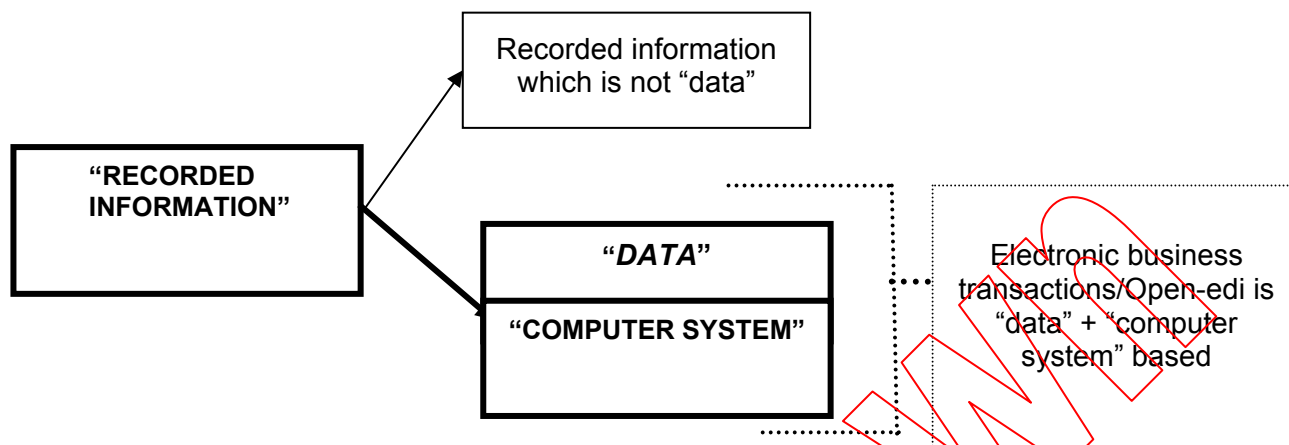 Recorded information
which is not “data”
“RECORDED
INFORMATION”
“DATA”
“COMPUTER SYSTEM”
Electronic business
transactions/Open-edi is
“data” + “computer
system” based